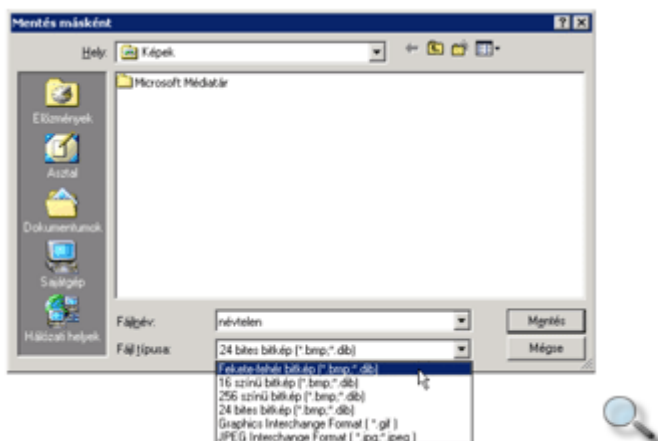 Mentés másként
Hely: Képek
Microsoft Médiatár
Előzmények
Asztal
Dokumentumok
Sajátgép
Hálózati helyek
Fájlnév: névtelen Mentés
Fájl típusa: 24 bites bitkép (*.bmp;*.dib) Mégse
Fekete-fehér bitkép (*.bmp;*.dib)
16 színű bitkép (*.bmp;*.dib)
256 színű bitkép (*.bmp;*.dib)
24 bites bitkép (*.bmp;*.dib)
Graphics Interchange Format ( *.gif )
JPEG Interchange Format ( *.jpg;*.jpeg )